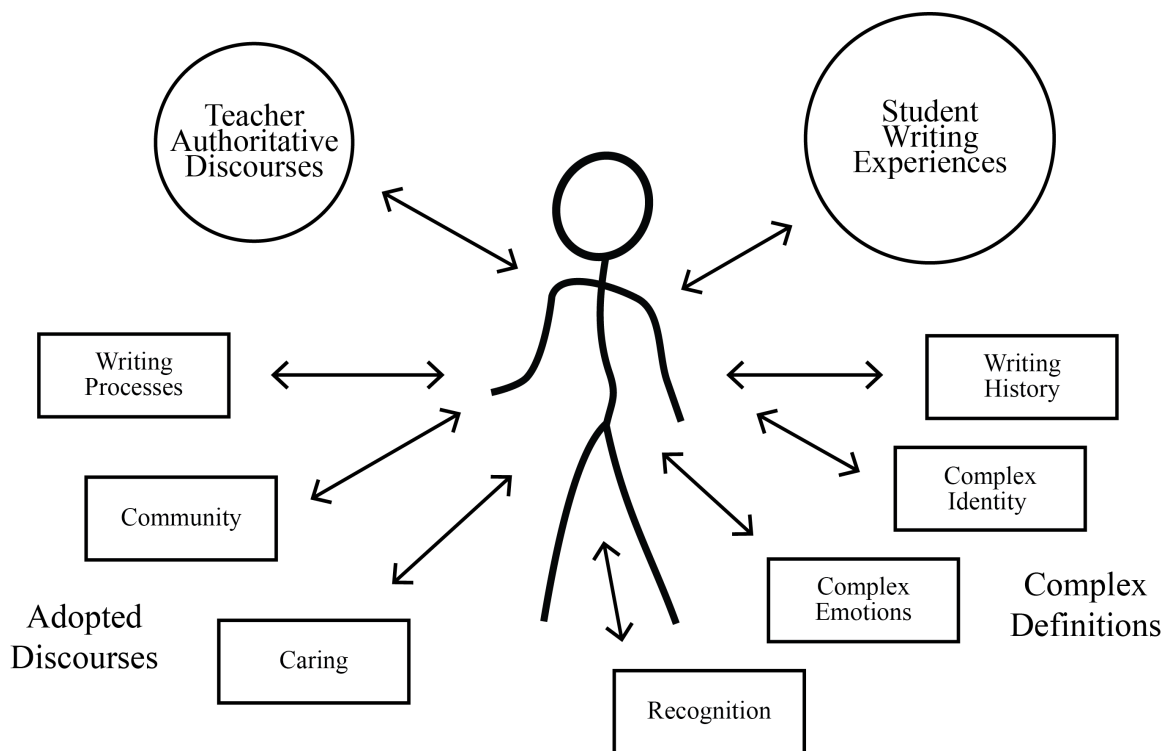 Teacher
Authoritative
Discourses
Student
Writing
Experiences
Writing
Processes
Community
Caring
Adopted
Discourses
Recognition
Writing
History
Complex
Identity
Complex
Emotions
Complex
Definitions